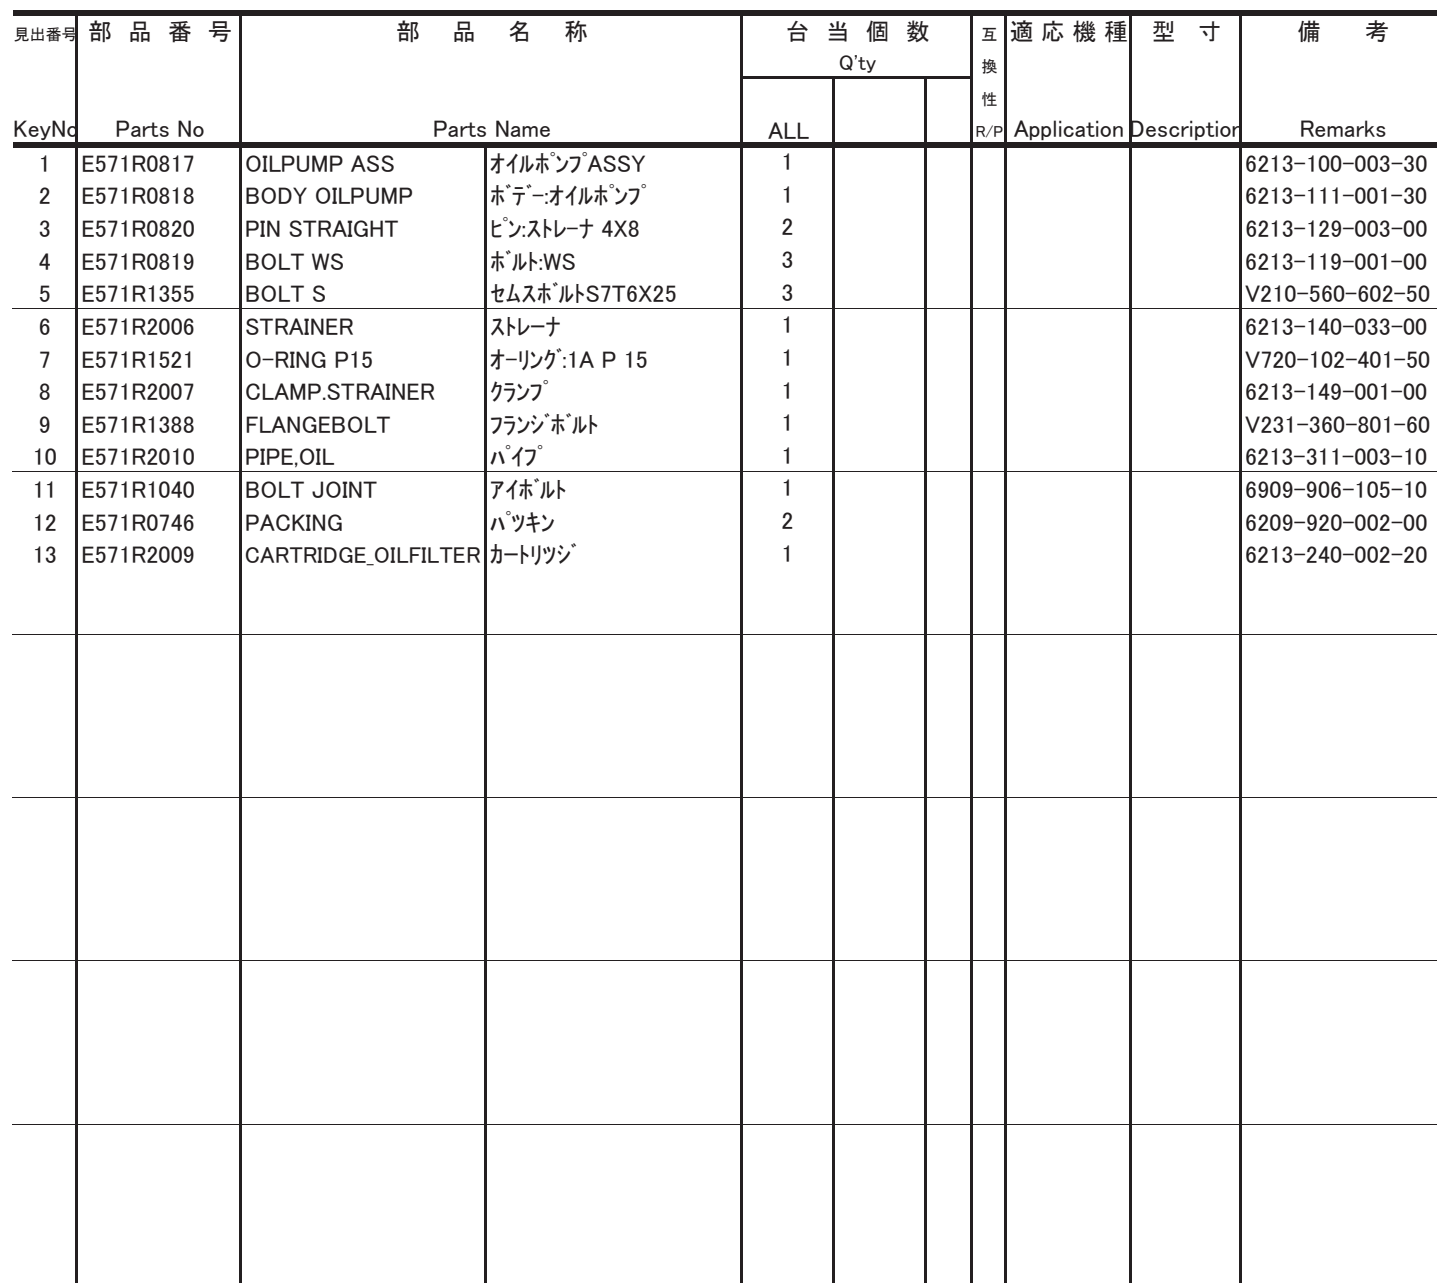 見出番号 部品番号 部品名称 台当個数 互 適応機種 型寸 備考
Q'ty 換
性
KeyNo Parts No Parts Name ALL R/P Application Description Remarks
1 E571R0817 OILPUMP ASS ｵｲﾙﾎﾟﾝﾌﾟASSY 1 6213-100-003-30
2 E571R0818 BODY OILPUMP ﾎﾞﾃﾞｰ:ｵｲﾙﾎﾟﾝﾌﾟ 1 6213-111-001-30
3 E571R0820 PIN STRAIGHT ﾋﾟﾝ:ｽﾄﾚｰﾅ 4X8 2 6213-129-003-00
4 E571R0819 BOLT WS ﾎﾞﾙﾄ:WS 3 6213-119-001-00
5 E571R1355 BOLT S ｾﾑｽﾎﾞﾙﾄS7T6X25 3 V210-560-602-50
6 E571R2006 STRAINER ｽﾄﾚｰﾅ 1 6213-140-033-00
7 E571R1521 O-RING P15 ｵｰﾘﾝｸﾞ:1A P 15 1 V720-102-401-50
8 E571R2007 CLAMP.STRAINER ｸﾗﾝﾌﾟ 1 6213-149-001-00
9 E571R1388 FLANGEBOLT ﾌﾗﾝｼﾞﾎﾞﾙﾄ 1 V231-360-801-60
10 E571R2010 PIPE,OIL ﾊﾟｲﾌﾟ 1 6213-311-003-10
11 E571R1040 BOLT JOINT ｱｲﾎﾞﾙﾄ 1 6909-906-105-10
12 E571R0746 PACKING ﾊﾟﾂｷﾝ 2 6209-920-002-00
13 E571R2009 CARTRIDGE_OILFILTER ｶｰﾄﾘﾂｼﾞ 1 6213-240-002-20